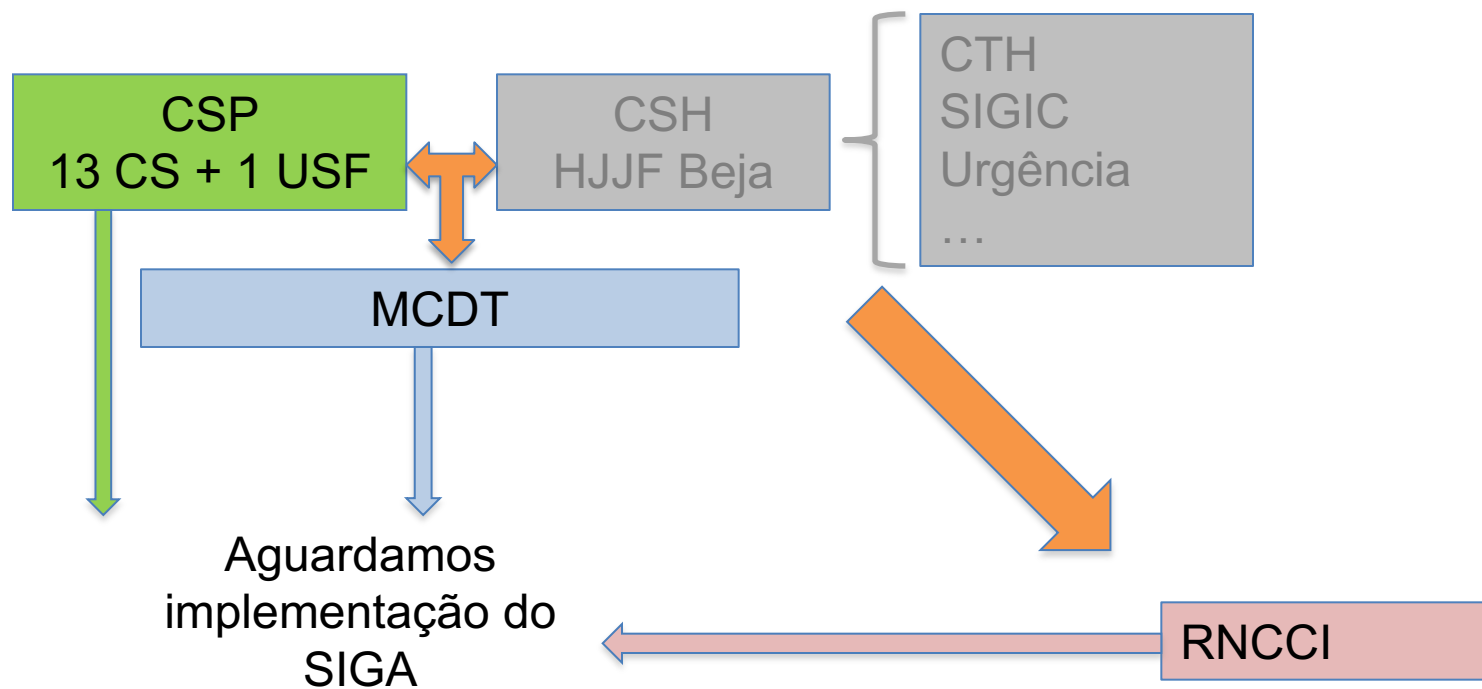 CSP
13 CS + 1 USF
CSH
HJJF Beja
CTH
SIGIC
Urgência
…
MCDT
Aguardamos
implementação do
SIGA
RNCCI